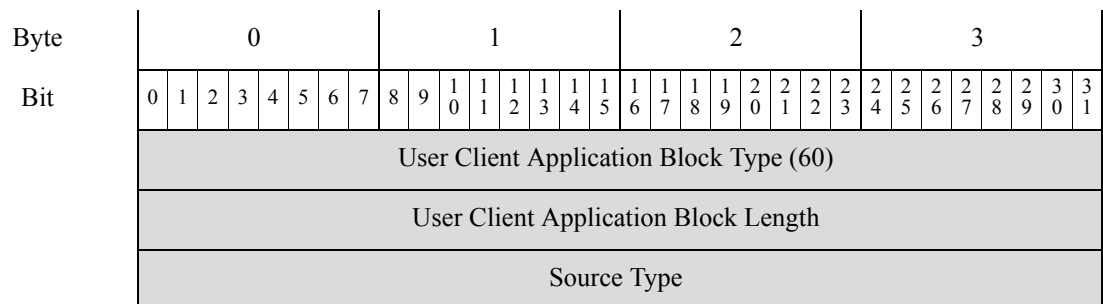 Byte 0 1 2 3
Bit 0 1 2 3 4 5 6 7 8 9 10 11 12 13 14 15 16 17 18 19 20 21 22 23 24 25 26 27 28 29 30 31
User Client Application Block Type (60)
User Client Application Block Length
Source Type